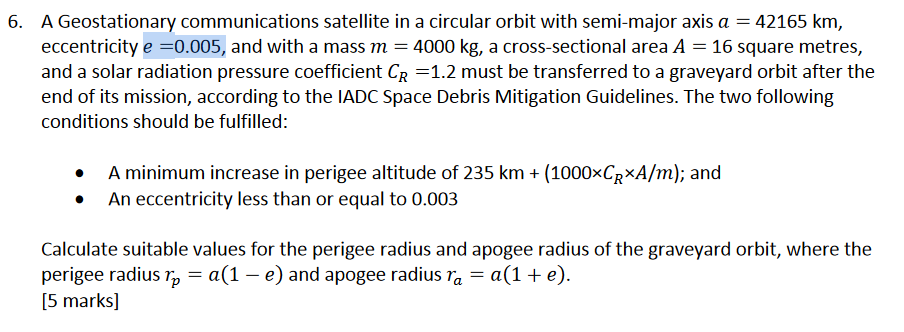 6. A Geostationary communications satellite in a circular orbit with semi-major axis a = 42165 km,
eccentricity e =0.005, and with a mass m = 4000 kg, a cross-sectional area A = 16 square metres,
and a solar radiation pressure coefficient C_R =1.2 must be transferred to a graveyard orbit after the
end of its mission, according to the IADC Space Debris Mitigation Guidelines. The two following
conditions should be fulfilled:
• A minimum increase in perigee altitude of 235 km + (1000×C_R×A/m); and
• An eccentricity less than or equal to 0.003
Calculate suitable values for the perigee radius and apogee radius of the graveyard orbit, where the
perigee radius r_p = a(1 − e) and apogee radius r_a = a(1 + e).
[5 marks]